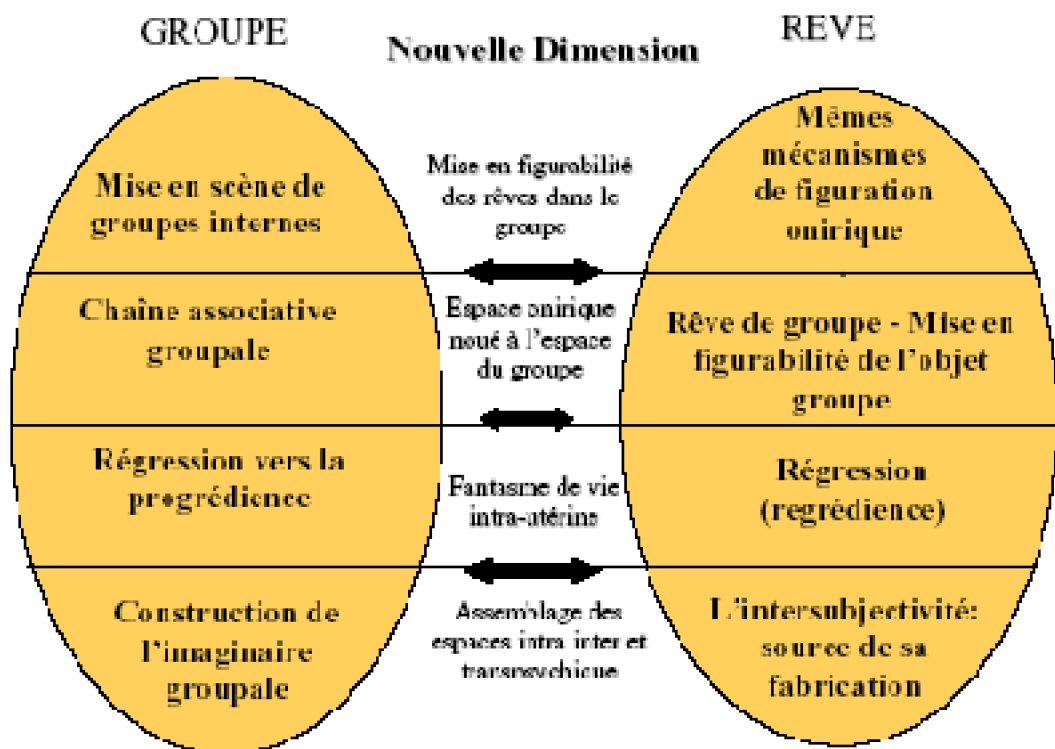 GROUPE
Nouvelle Dimension
REVE
Mise en scène de
groupes internes
Mise en figurabilité
des rêves dans le
groupe
Mêmes
mécanismes
de figuration
onirique
Chaîne associative
groupale
Espace onirique
noué à l'espace
du groupe
Rêve de groupe - Mise en
figurabilité de l'objet
groupe
Régression vers la
progrédience
Fantasme de vie
intra-utérine
Régression
(regrédience)
Construction de
l'imaginaire
groupale
Assemblage des
espaces intra inter et
transpsychique
L'intersubjectivité:
source de sa
fabrication